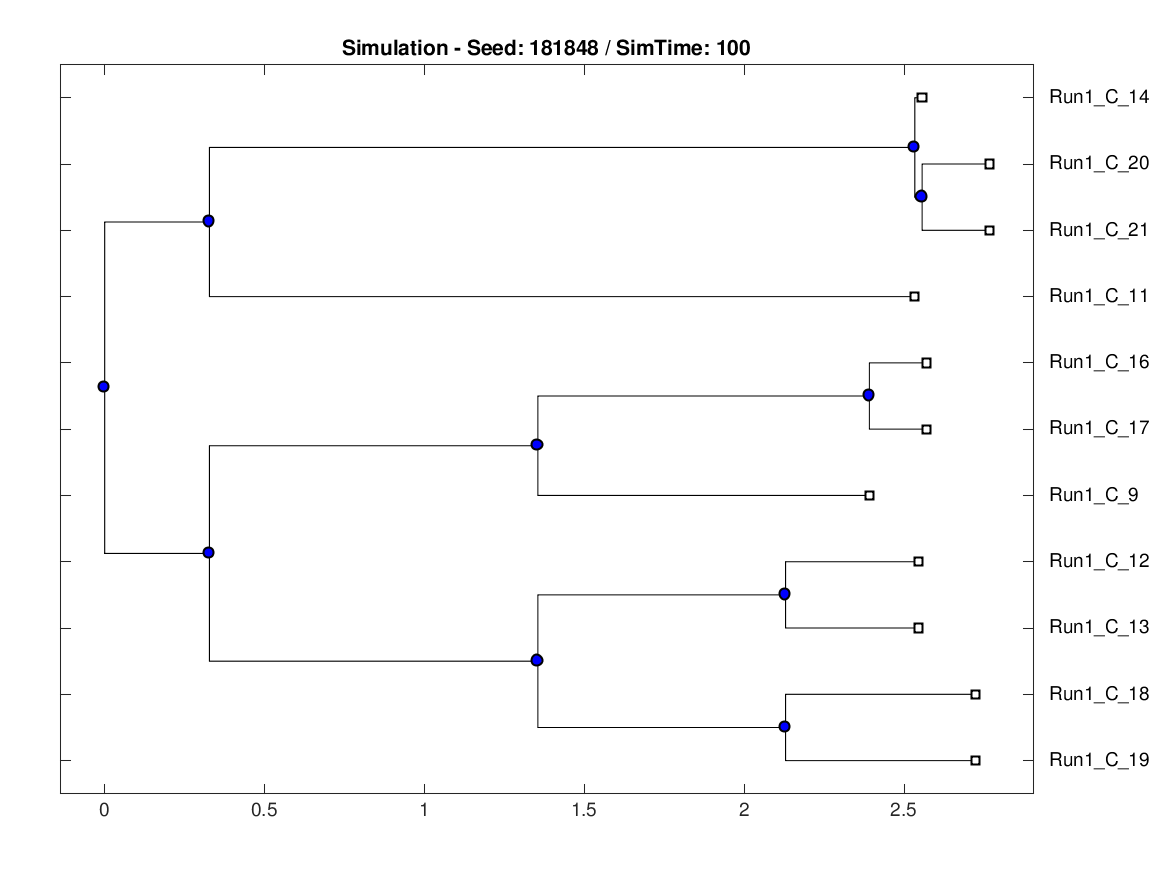 Simulation - Seed: 181848 / SimTime: 100
Run1_C_14
Run1_C_20
Run1_C_21
Run1_C_11
Run1_C_16
Run1_C_17
Run1_C_9
Run1_C_12
Run1_C_13
Run1_C_18
Run1_C_19
0 0.5 1 1.5 2 2.5